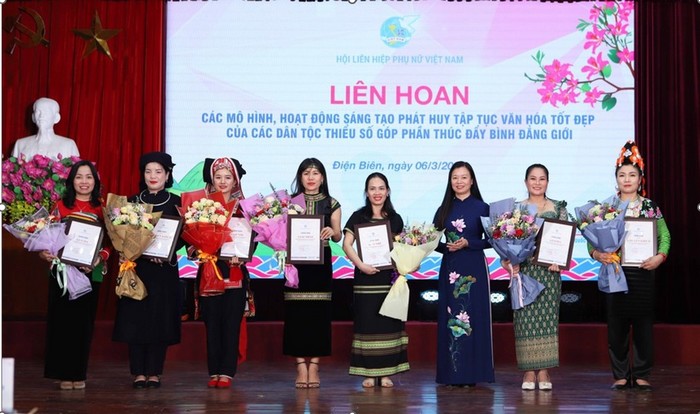 HỘI LIÊN HIỆP PHỤ NỮ VIỆT NAM
LIÊN HOAN
CÁC MÔ HÌNH, HOẠT ĐỘNG SÁNG TẠO PHÁT HUY TẬP TỤC VĂN HÓA TỐT ĐẸP
CỦA CÁC DÂN TỘC THIỂU SỐ GÓP PHẦN THÚC ĐẨY BÌNH ĐẲNG GIỚI
Điện Biên, ngày 06/3/20